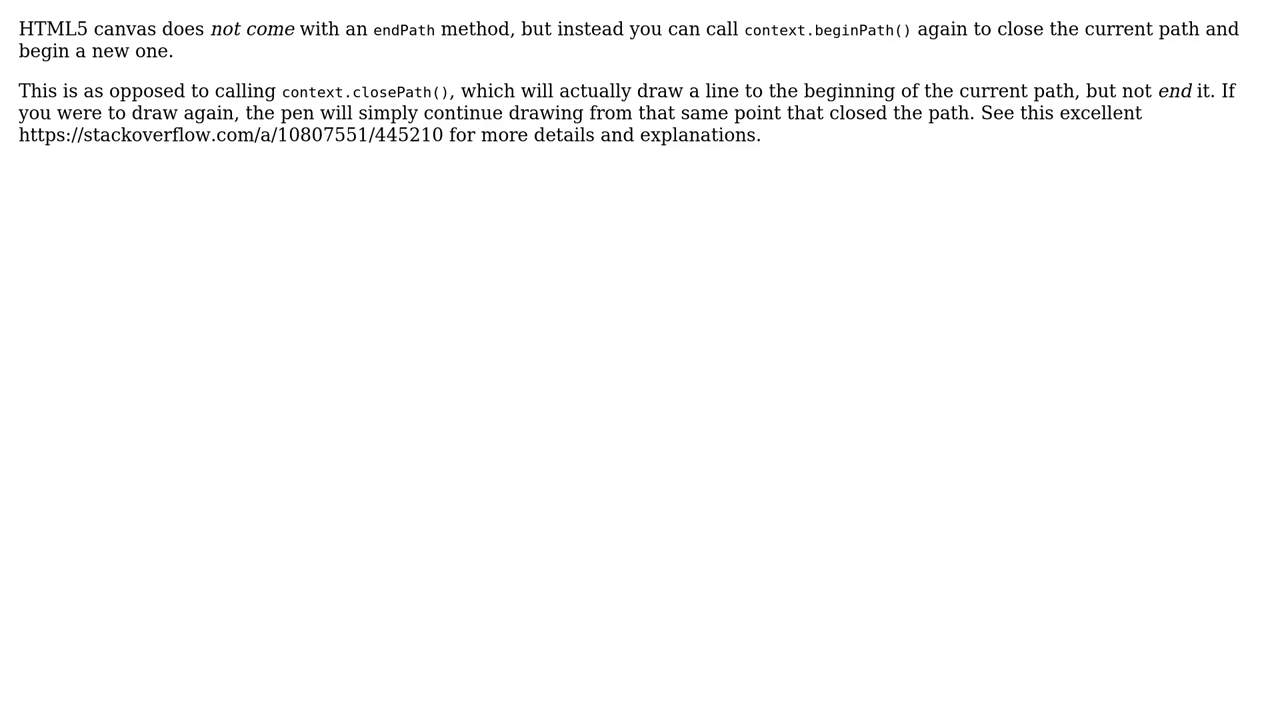 HTML5 canvas does not come with an endPath method, but instead you can call context.beginPath() again to close the current path and
begin a new one.
This is as opposed to calling context.closePath(), which will actually draw a line to the beginning of the current path, but not end it. If
you were to draw again, the pen will simply continue drawing from that same point that closed the path. See this excellent
https://stackoverflow.com/a/10807551/445210 for more details and explanations.